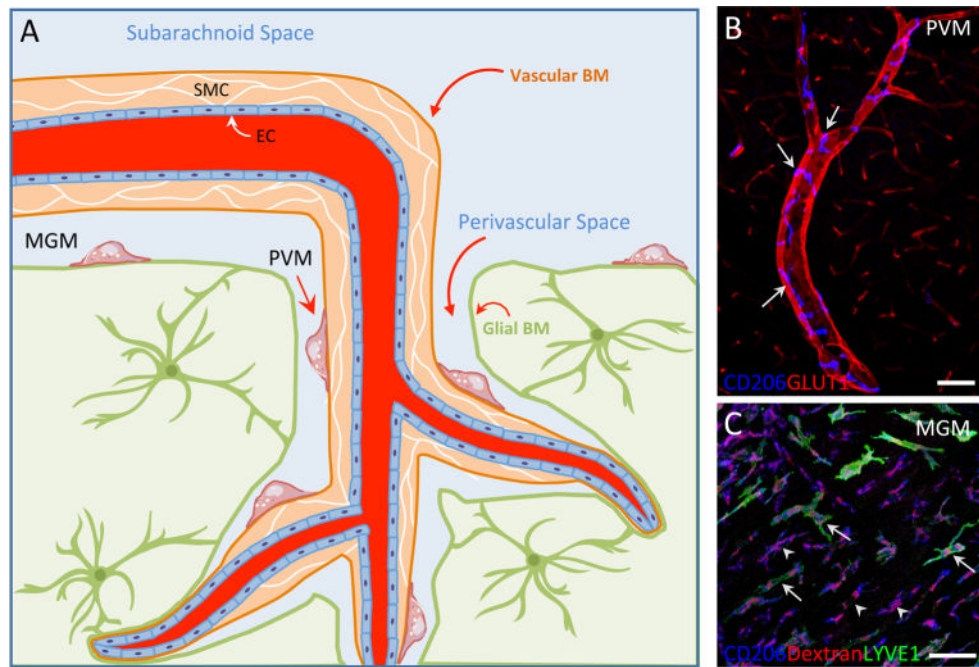 A
Subarachnoid Space
SMC
Vascular BM
EC
Perivascular Space
MGM
PVM
Glial BM
B
PVM
CD206GLUT1
C
MGM
CD206DextranLYVE1